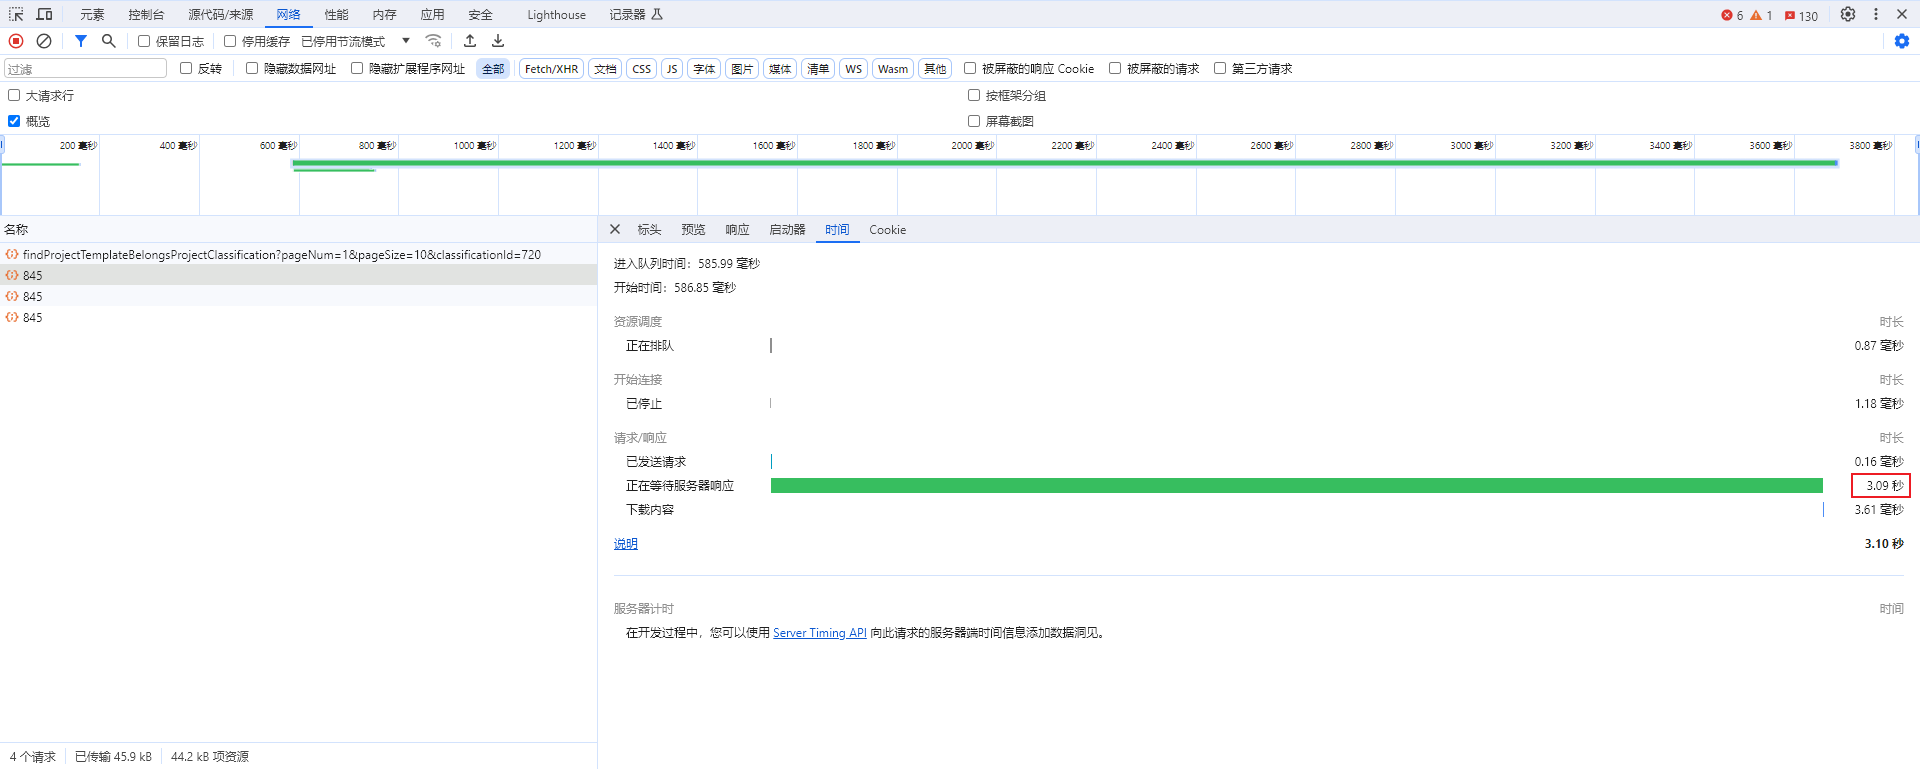 元素 控制台 源代码/来源 网络 性能 内存 应用 安全 Lighthouse 记录器 6 1 130
保留日志 停用缓存 已停用节流模式
过滤 反转 隐藏数据网址 隐藏扩展程序网址 全部 Fetch/XHR 文档 CSS JS 字体 图片 媒体 清单 WS Wasm 其他 被屏蔽的响应 Cookie 被屏蔽的请求 第三方请求
大请求行 按框架分组
概览 屏幕截图
200 毫秒 400 毫秒 600 毫秒 800 毫秒 1000 毫秒 1200 毫秒 1400 毫秒 1600 毫秒 1800 毫秒 2000 毫秒 2200 毫秒 2400 毫秒 2600 毫秒 2800 毫秒 3000 毫秒 3200 毫秒 3400 毫秒 3600 毫秒 3800 毫秒
名称 标头 预览 响应 启动器 时间 Cookie
findProjectTemplateBelongsProjectClassification?pageNum=1&pageSize=10&classificationId=720
845
845
845
进入队列时间：585.99 毫秒
开始时间：586.85 毫秒
资源调度 时长
正在排队 0.87 毫秒
开始连接 时长
已停止 1.18 毫秒
请求/响应 时长
已发送请求 0.16 毫秒
正在等待服务器响应 3.09 秒
下载内容 3.61 毫秒
说明 3.10 秒
服务器计时 时间
在开发过程中，您可以使用 Server Timing API 向此请求的服务器端时间信息添加数据洞见。
4 个请求 已传输 45.9 kB 44.2 kB 项资源